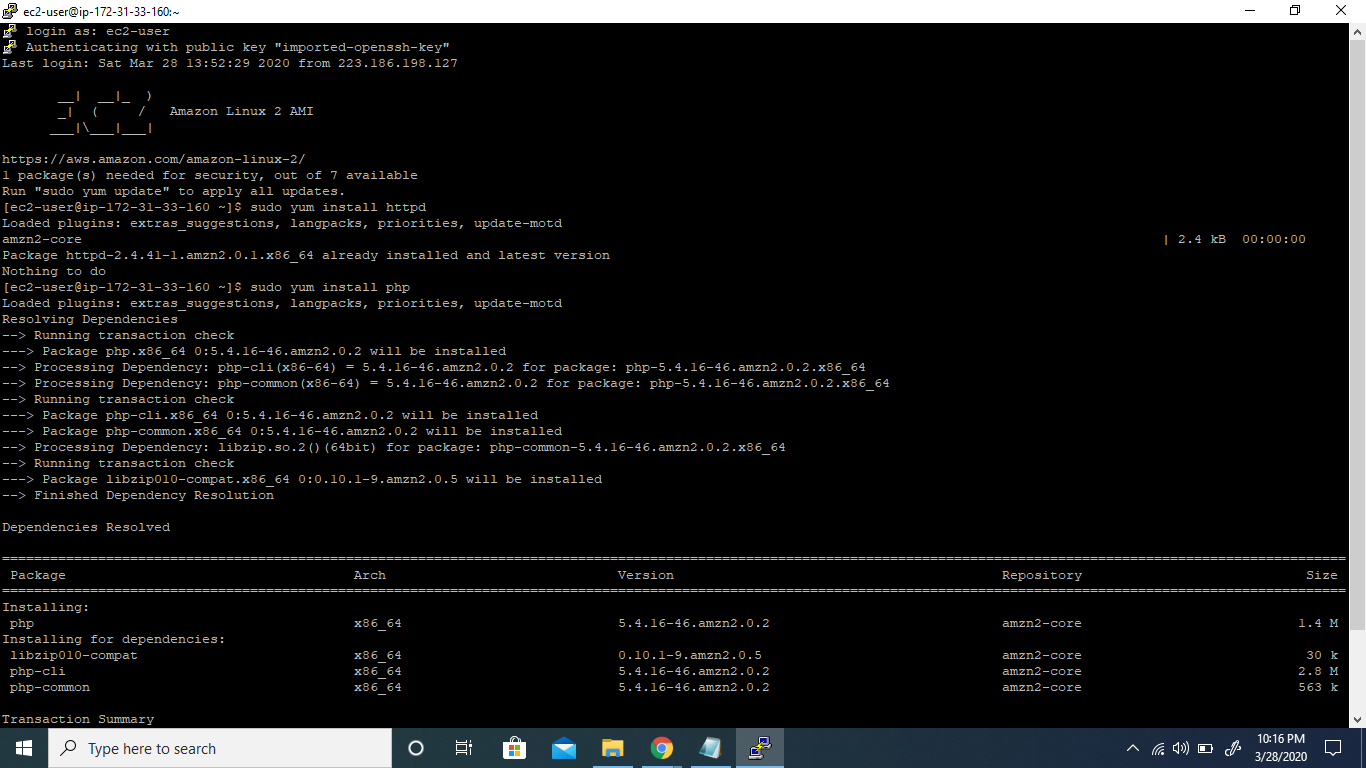 ec2-user@ip-172-31-33-160:~
login as: ec2-user
Authenticating with public key "imported-openssh-key"
Last login: Sat Mar 28 13:52:29 2020 from 223.186.198.127
__|  __|_  )
_|  (     /   Amazon Linux 2 AMI
___|\___|___|
https://aws.amazon.com/amazon-linux-2/
1 package(s) needed for security, out of 7 available
Run "sudo yum update" to apply all updates.
[ec2-user@ip-172-31-33-160 ~]$ sudo yum install httpd
Loaded plugins: extras_suggestions, langpacks, priorities, update-motd
amzn2-core | 2.4 kB  00:00:00
Package httpd-2.4.41-1.amzn2.0.1.x86_64 already installed and latest version
Nothing to do
[ec2-user@ip-172-31-33-160 ~]$ sudo yum install php
Loaded plugins: extras_suggestions, langpacks, priorities, update-motd
Resolving Dependencies
--> Running transaction check
---> Package php.x86_64 0:5.4.16-46.amzn2.0.2 will be installed
--> Processing Dependency: php-cli(x86-64) = 5.4.16-46.amzn2.0.2 for package: php-5.4.16-46.amzn2.0.2.x86_64
--> Processing Dependency: php-common(x86-64) = 5.4.16-46.amzn2.0.2 for package: php-5.4.16-46.amzn2.0.2.x86_64
--> Running transaction check
---> Package php-cli.x86_64 0:5.4.16-46.amzn2.0.2 will be installed
---> Package php-common.x86_64 0:5.4.16-46.amzn2.0.2 will be installed
--> Processing Dependency: libzip.so.2()(64bit) for package: php-common-5.4.16-46.amzn2.0.2.x86_64
--> Running transaction check
---> Package libzip010-compat.x86_64 0:0.10.1-9.amzn2.0.5 will be installed
--> Finished Dependency Resolution
Dependencies Resolved
Package Arch Version Repository Size
Installing:
php x86_64 5.4.16-46.amzn2.0.2 amzn2-core 1.4 M
Installing for dependencies:
libzip010-compat x86_64 0.10.1-9.amzn2.0.5 amzn2-core 30 k
php-cli x86_64 5.4.16-46.amzn2.0.2 amzn2-core 2.8 M
php-common x86_64 5.4.16-46.amzn2.0.2 amzn2-core 563 k
Transaction Summary
Type here to search
10:16 PM
3/28/2020